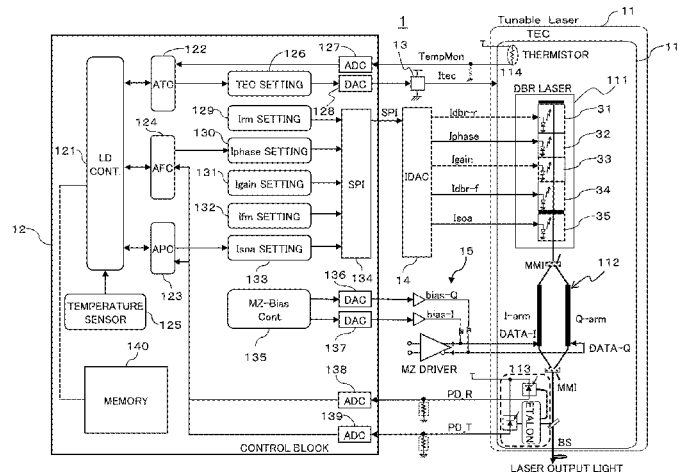 1
11
Tunable Laser
TEC
11
122
126
127
13
ADC
TempMon
THERMISTOR
ATC
TEC SETTING
DAC
Itec
114
128
DBR LASER
111
129
124
Irm SETTING
SPI
Idbr-r
31
130
121
LD CONT.
AFC
Iphase SETTING
Iphase
32
131
Igain SETTING
SPI
IDAC
Igain
33
132
ifm SETTING
Idbr-f
34
12
APC
Isoa SETTING
Isoa
35
133
134
14
123
136
15
MMI
112
TEMPERATURE SENSOR
125
MZ-Bias Cont.
DAC
bias-Q
I-arm
Q-arm
DAC
bias-I
DATA-I
135
137
DATA-Q
140
138
MZ DRIVER
113
MMI
MEMORY
ADC
PD_R
139
ETALON
ADC
PD_T
BS
CONTROL BLOCK
LASER OUTPUT LIGHT